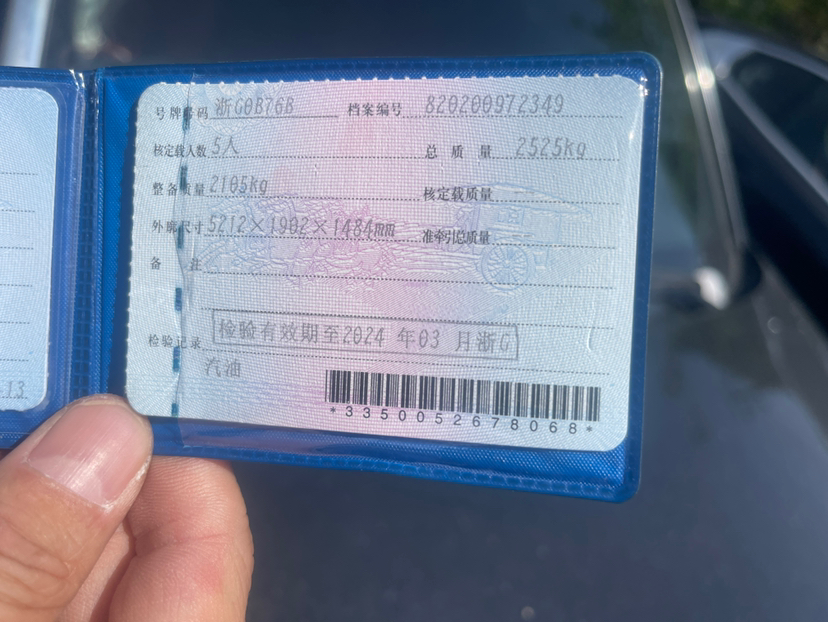 号牌号码 浙G0B76B 档案编号 820200972349
核定载人数 5人 总质量 2525kg
整备质量 2105kg 核定载质量
外廓尺寸 5212×1902×1484mm 准牵引总质量
备注
检验记录 检验有效期至2024年03月浙G
汽油
*3350052678068*
-13